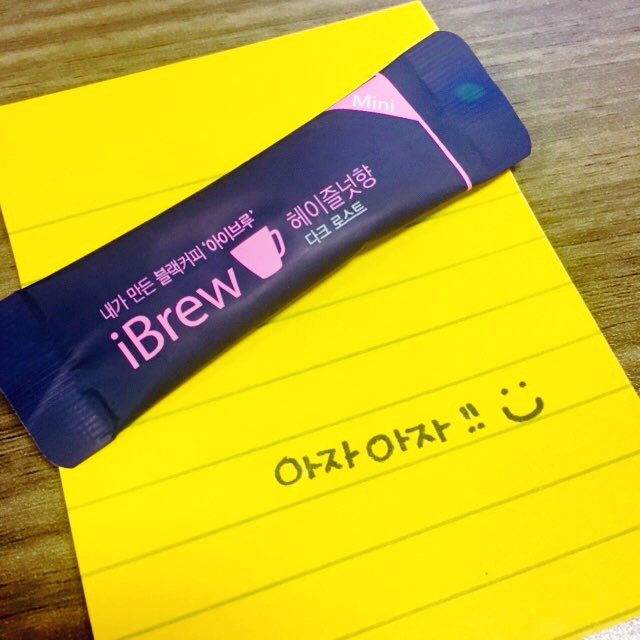 Mini
내가 만든 블랙커피 '아이브루'
iBrew
헤이즐넛향
다크 로스트
아자 아자 !! :)